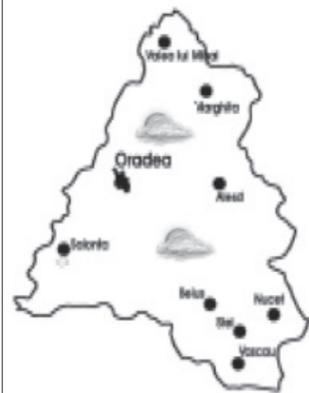 Valea lui Mihai
Marghita
Oradea
Alesd
Salonta
Beius
Nucet
Stei
Vascau